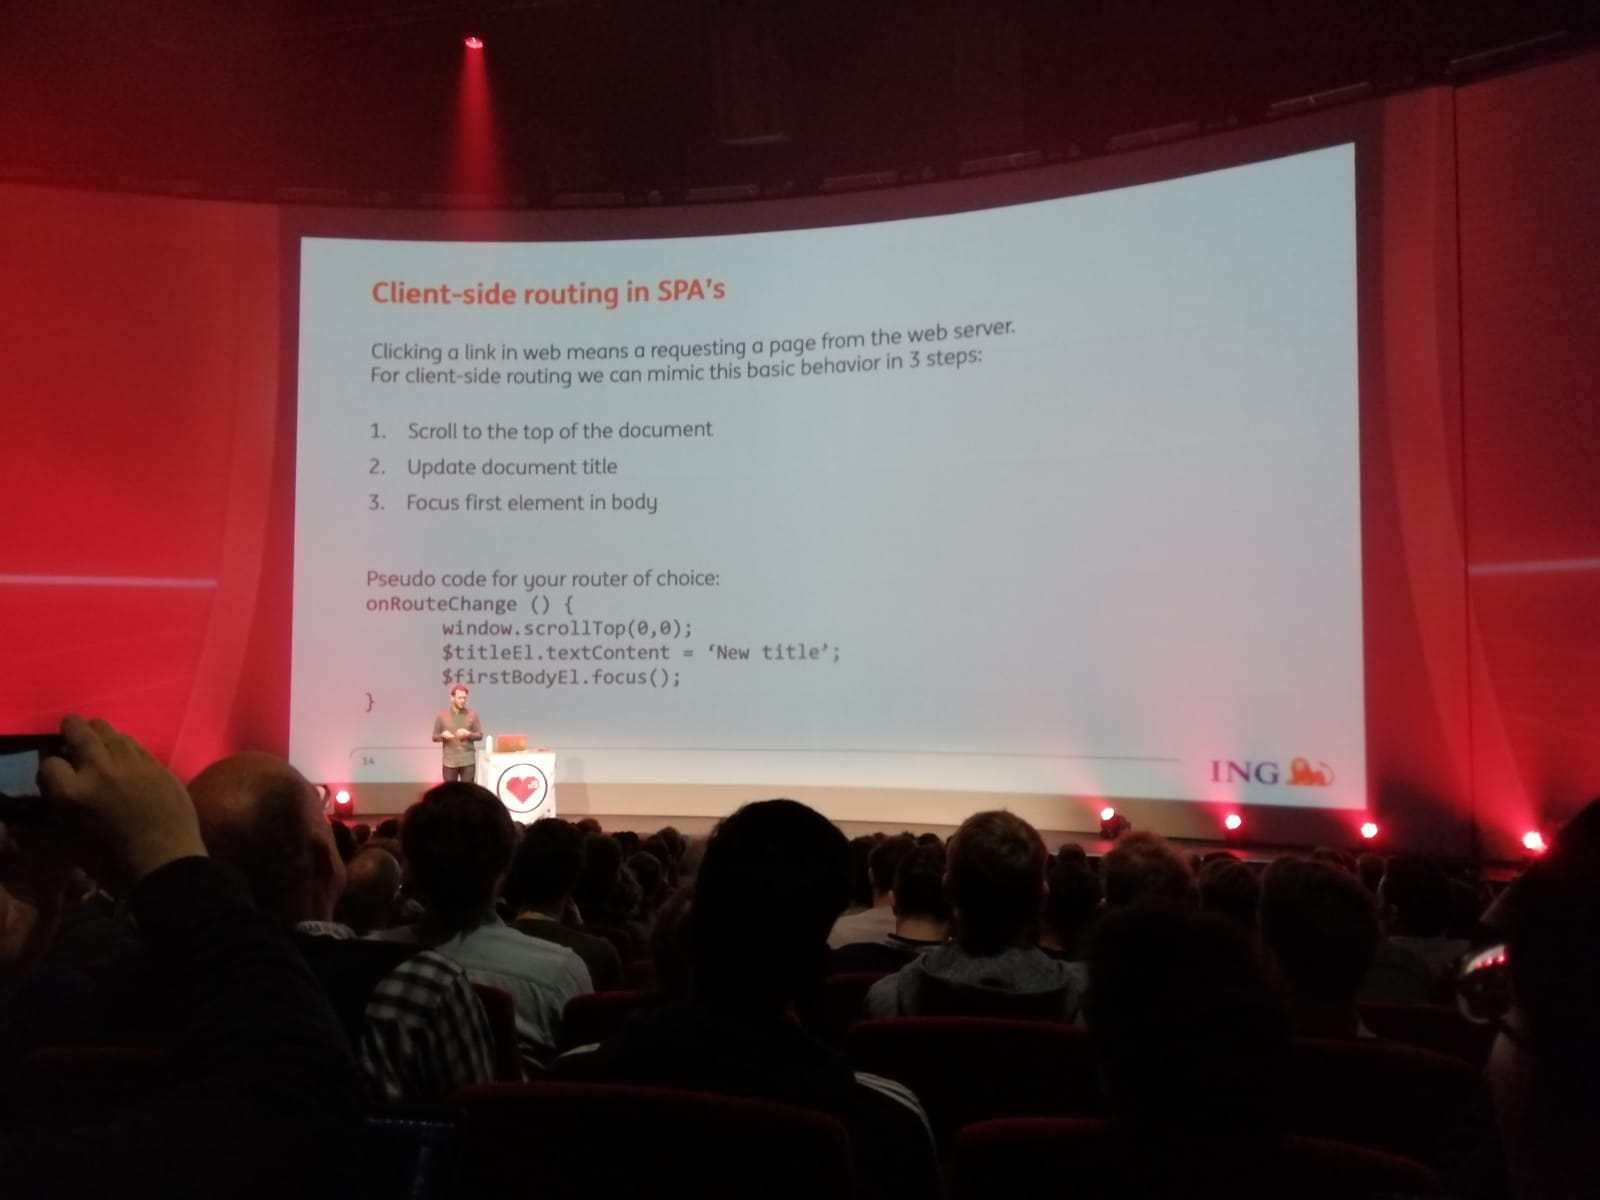 Client-side routing in SPA's
Clicking a link in web means a requesting a page from the web server.
For client-side routing we can mimic this basic behavior in 3 steps:
1. Scroll to the top of the document
2. Update document title
3. Focus first element in body
Pseudo code for your router of choice:
onRouteChange () {
window.scrollTop(0,0);
$titleEl.textContent = ‘New title’;
$firstBodyEl.focus();
}
14
ING
JS